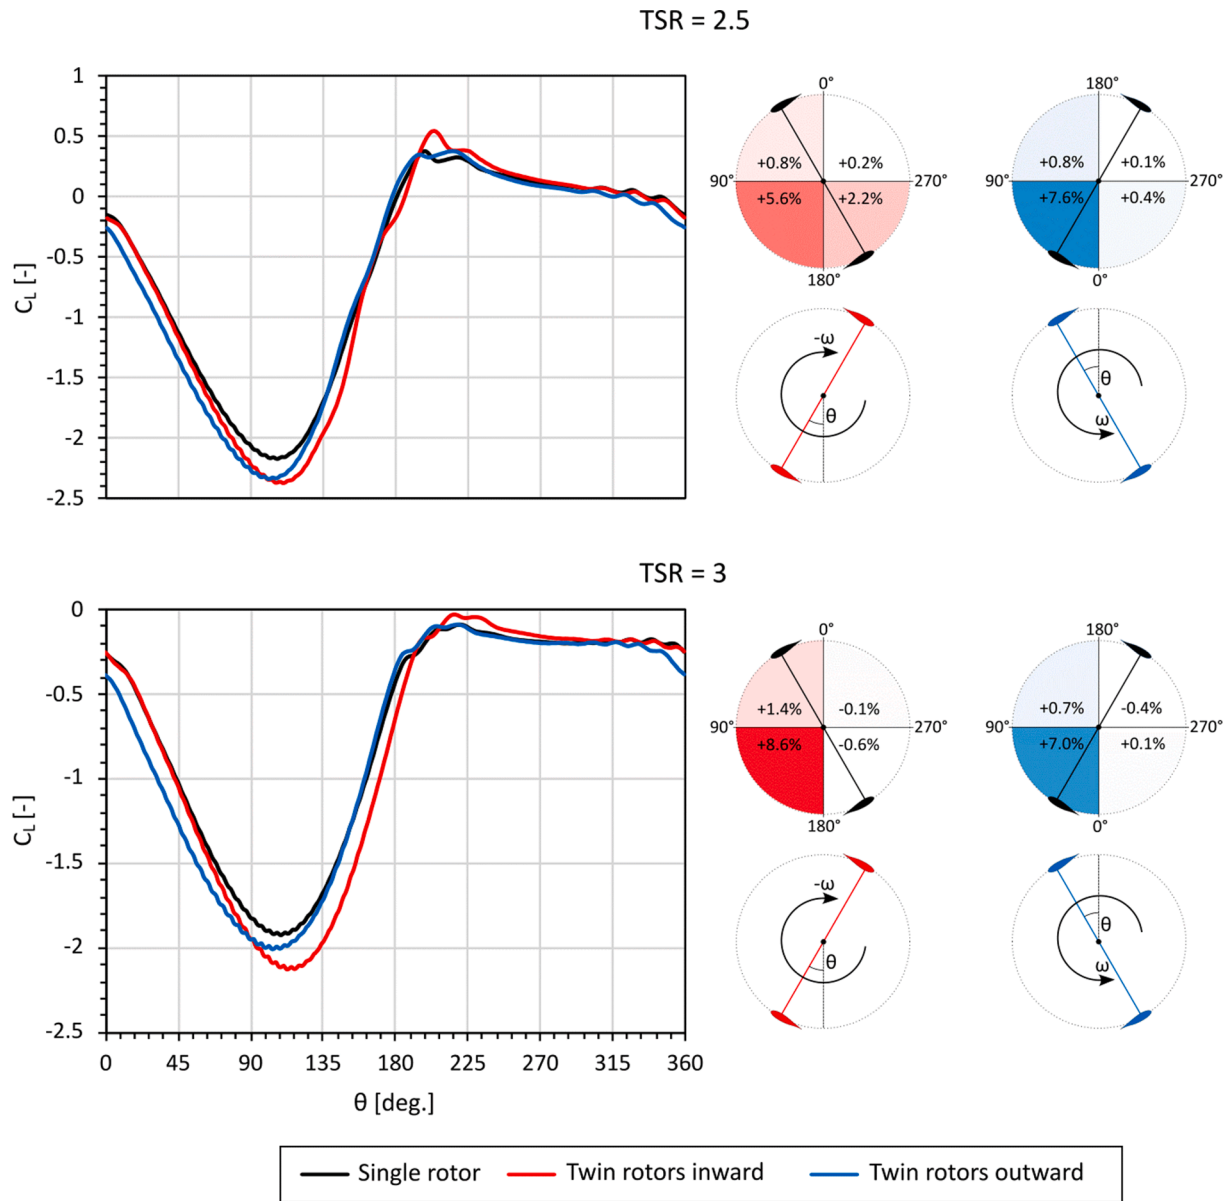 TSR = 2.5
1
0.5
0
-0.5
-1
-1.5
-2
-2.5
C_L [-]
0°
+0.8%
+0.2%
90°
270°
+5.6%
+2.2%
180°
180°
+0.8%
+0.1%
90°
270°
+7.6%
+0.4%
0°
-ω
θ
θ
ω
TSR = 3
0
-0.5
-1
-1.5
-2
-2.5
C_L [-]
0 45 90 135 180 225 270 315 360
θ [deg.]
0°
+1.4%
-0.1%
90°
270°
+8.6%
-0.6%
180°
180°
+0.7%
-0.4%
90°
270°
+7.0%
+0.1%
0°
-ω
θ
θ
ω
Single rotor
Twin rotors inward
Twin rotors outward